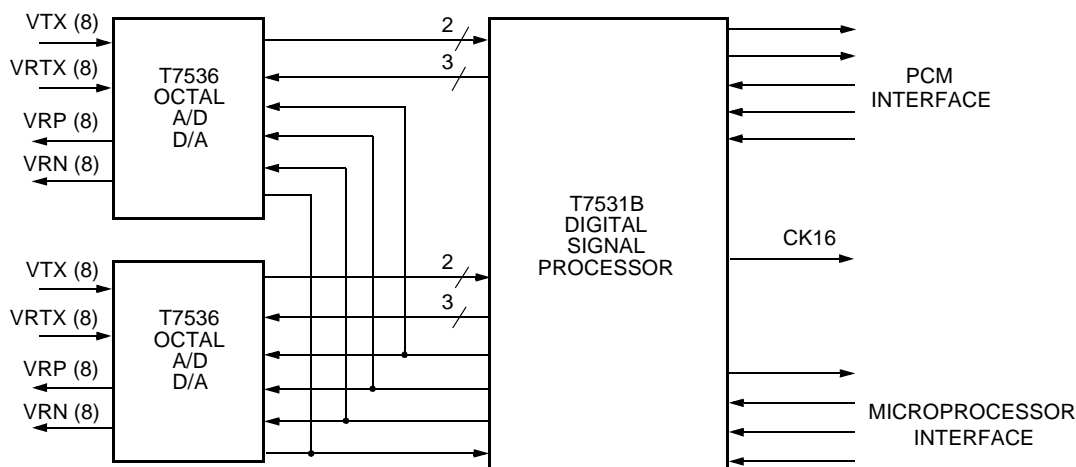 VTX (8)
VRTX (8)
VRP (8)
VRN (8)
T7536
OCTAL
A/D
D/A
2
3
PCM
INTERFACE
T7531B
DIGITAL
SIGNAL
PROCESSOR
CK16
VTX (8)
VRTX (8)
VRP (8)
VRN (8)
T7536
OCTAL
A/D
D/A
2
3
MICROPROCESSOR
INTERFACE